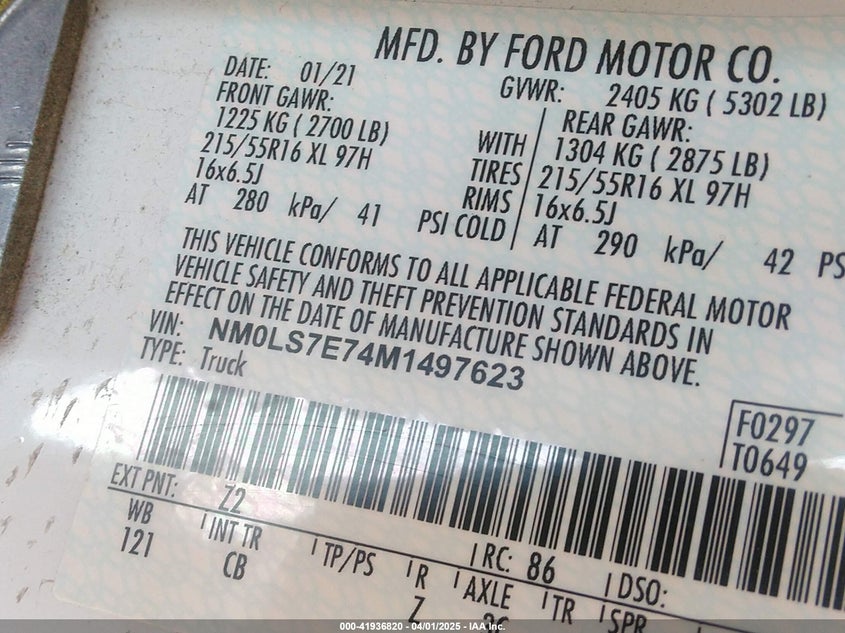 MFD. BY FORD MOTOR CO.
DATE: 01/21 GVWR: 2405 KG ( 5302 LB)
FRONT GAWR: REAR GAWR:
1225 KG ( 2700 LB) WITH 1304 KG ( 2875 LB)
215/55R16 XL 97H TIRES 215/55R16 XL 97H
16x6.5J RIMS 16x6.5J
AT 280 kPa/ 41 PSI COLD AT 290 kPa/ 42 PS
THIS VEHICLE CONFORMS TO ALL APPLICABLE FEDERAL MOTOR
VEHICLE SAFETY AND THEFT PREVENTION STANDARDS IN
EFFECT ON THE DATE OF MANUFACTURE SHOWN ABOVE.
VIN: NM0LS7E74M1497623
TYPE: Truck
F0297
T0649
EXT PNT: Z2 RC: 86 DSO:
WB INT TR TP/PS R AXLE TR SPR
121 CB Z
000-41936820 - 04/01/2025 - IAA, Inc.